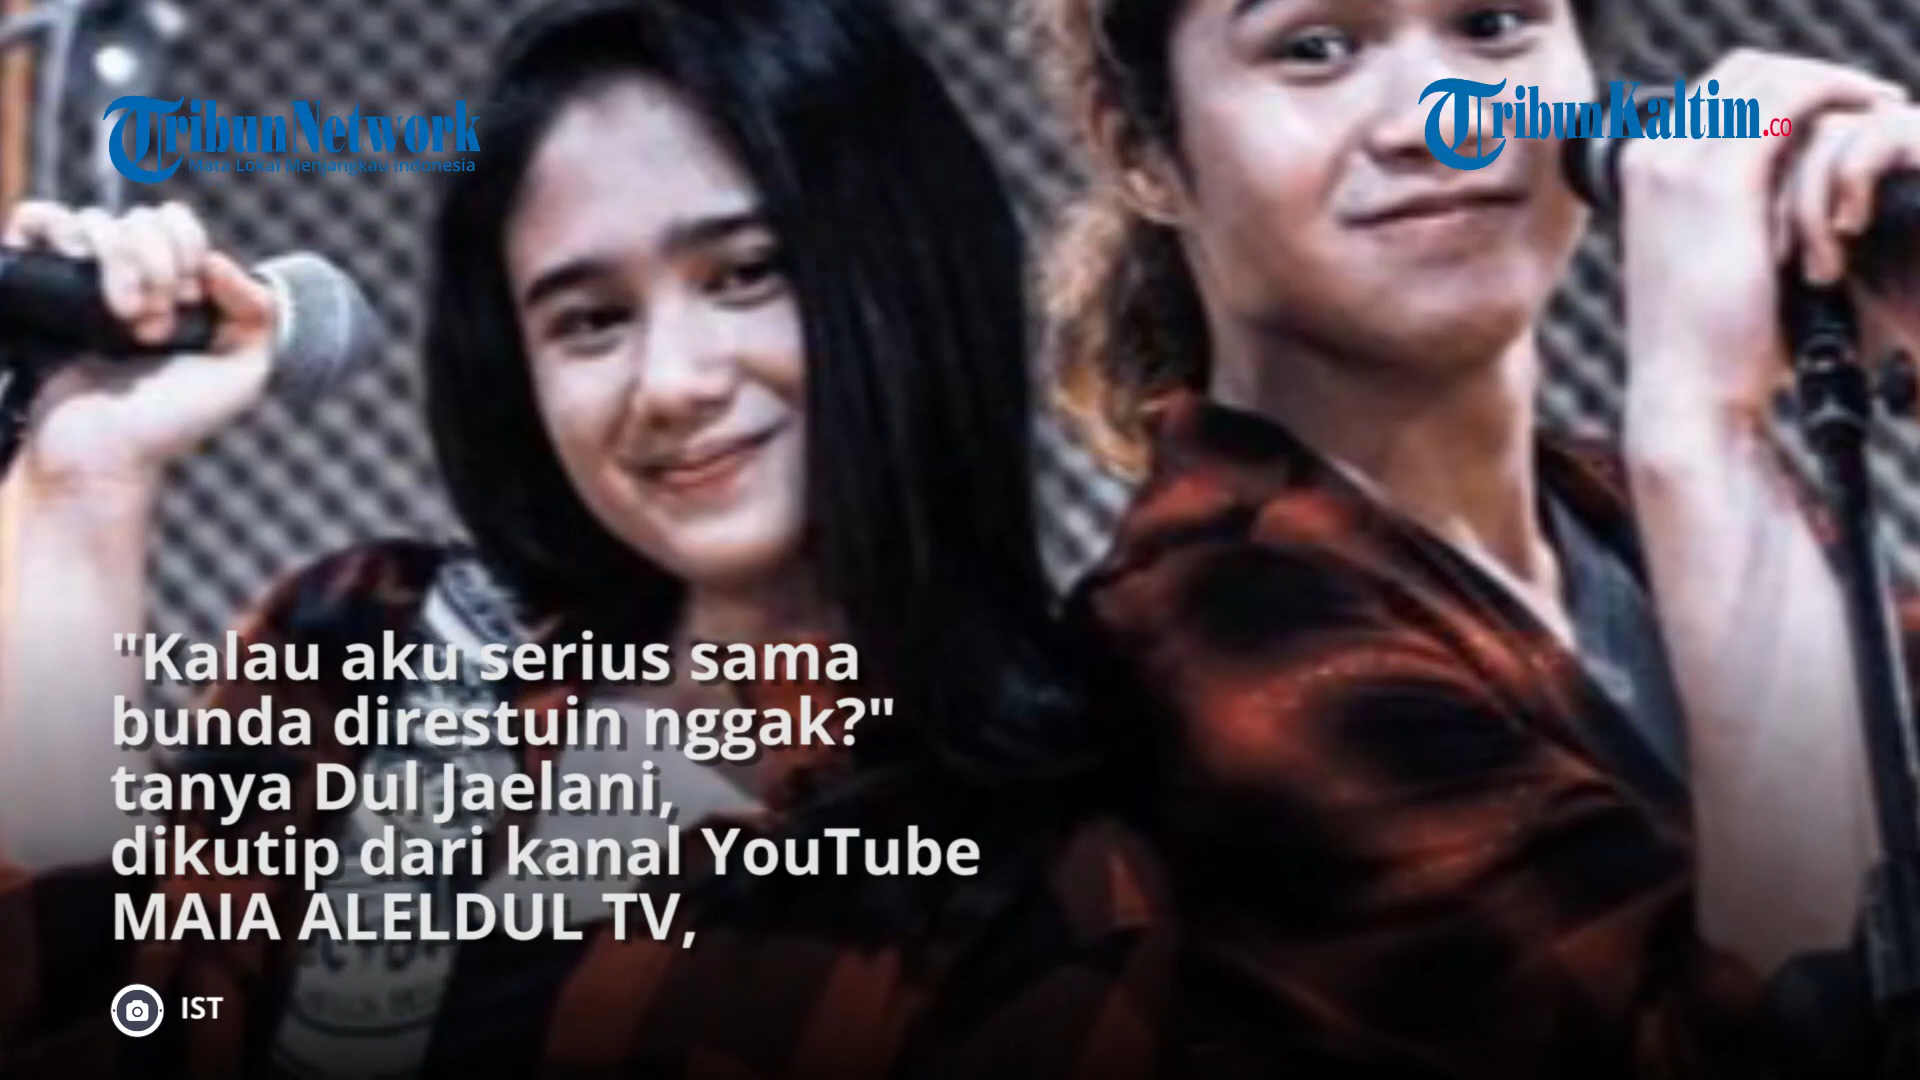 TribunNetwork
Mata Lokal Menjangkau Indonesia
TribunKaltim.co
"Kalau aku serius sama
bunda direstuin nggak?"
tanya Dul Jaelani,
dikutip dari kanal YouTube
MAIA ALELDUL TV,
IST